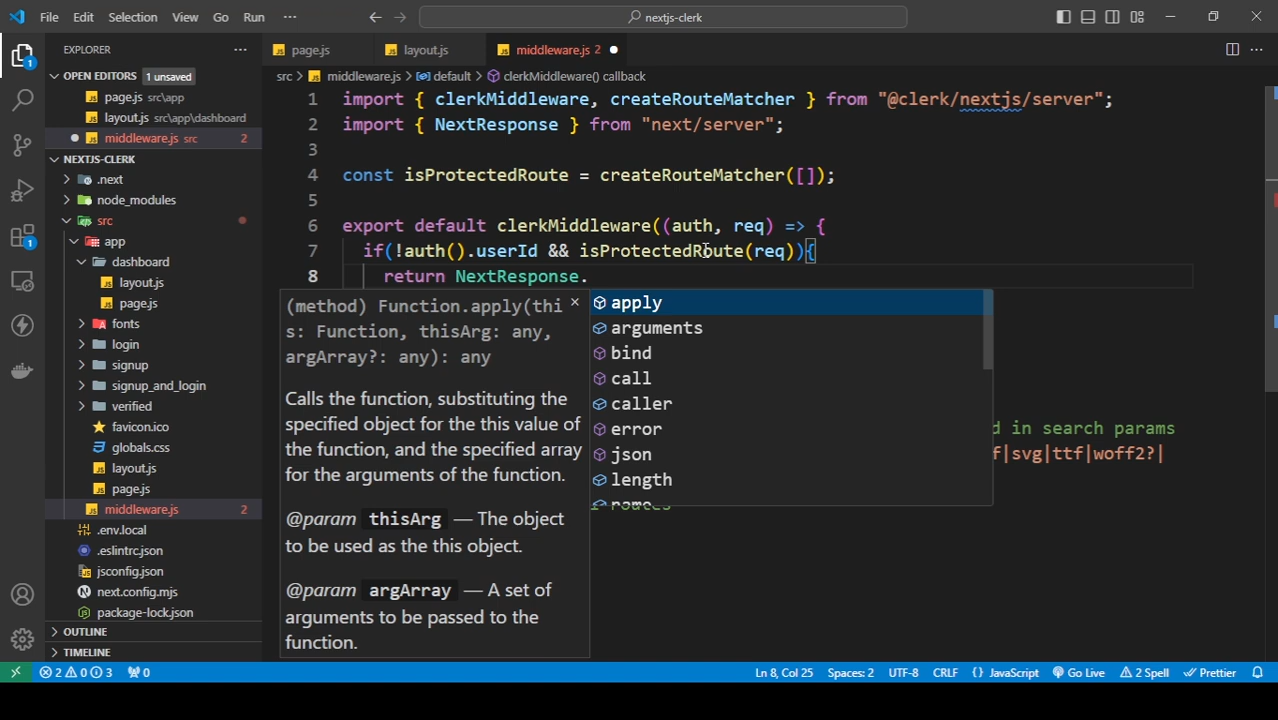 File Edit Selection View Go Run ··· nextjs-clerk
EXPLORER ··· page.js layout.js middleware.js 2
OPEN EDITORS 1 unsaved
page.js src\app
layout.js src\app\dashboard
middleware.js src 2
NEXTJS-CLERK
.next
node_modules
src
app
dashboard
layout.js
page.js
fonts
login
signup
signup_and_login
verified
favicon.ico
globals.css
layout.js
page.js
middleware.js 2
.env.local
.eslintrc.json
jsconfig.json
next.config.mjs
package-lock.json
OUTLINE
TIMELINE
src > middleware.js > default > clerkMiddleware() callback
1 import { clerkMiddleware, createRouteMatcher } from "@clerk/nextjs/server";
2 import { NextResponse } from "next/server";
3
4 const isProtectedRoute = createRouteMatcher([]);
5
6 export default clerkMiddleware((auth, req) => {
7 if(!auth().userId && isProtectedRoute(req)){
8 return NextResponse.
(method) Function.apply(thi
s: Function, thisArg: any,
argArray?: any): any
Calls the function, substituting the
specified object for the this value of
the function, and the specified array
for the arguments of the function.
@param thisArg — The object
to be used as the this object.
@param argArray — A set of
arguments to be passed to the
function.
apply
arguments
bind
call
caller
error
json
length
d in search params
f|svg|ttf|woff2?|
2 0 3 0 Ln 8, Col 25 Spaces: 2 UTF-8 CRLF {} JavaScript Go Live 2 Spell Prettier